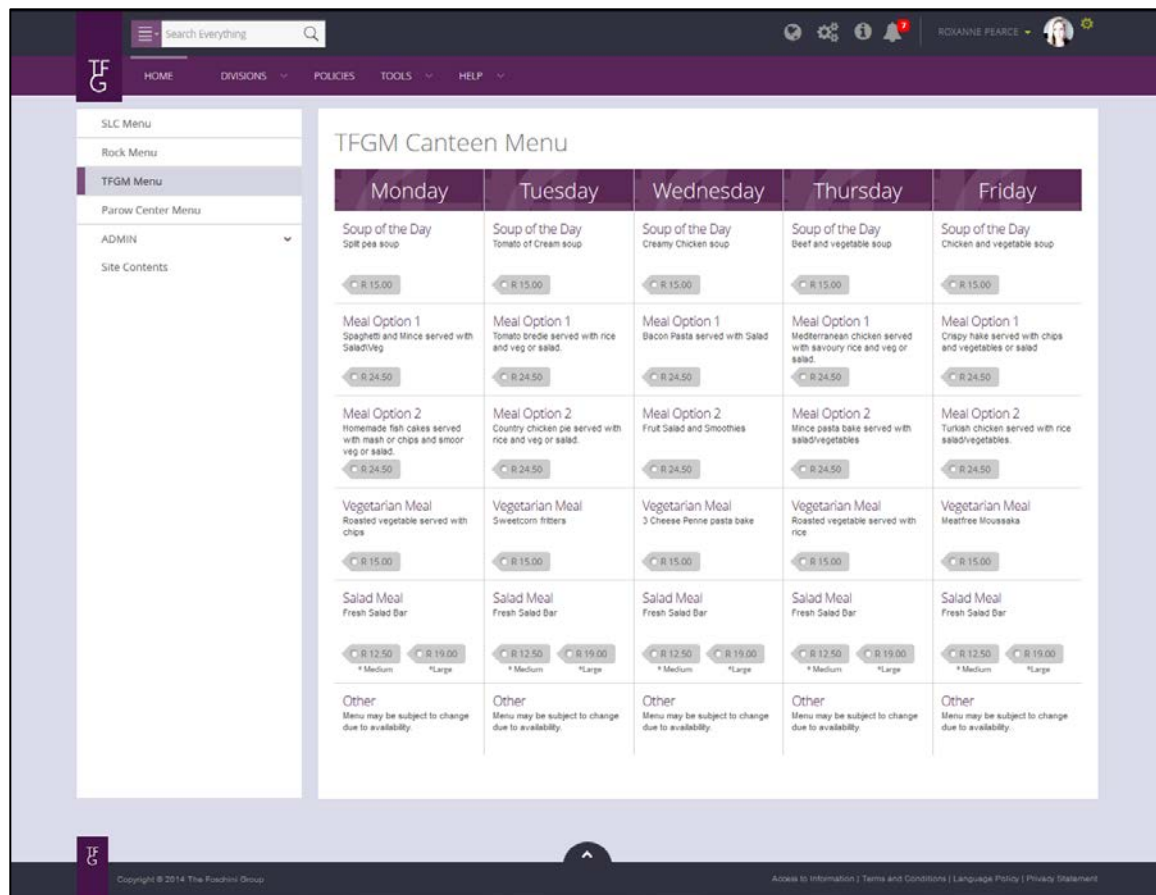 Search Everything
7
ROXANNE PEARCE
TFG
HOME DIVISIONS POLICIES TOOLS HELP
SLC Menu
Rock Menu
TFGM Menu
Parow Center Menu
ADMIN
Site Contents
TFGM Canteen Menu
Monday Tuesday Wednesday Thursday Friday
Soup of the Day
Split pea soup
R 15.00
Soup of the Day
Tomato of Cream soup
R 15.00
Soup of the Day
Creamy Chicken soup
R 15.00
Soup of the Day
Beef and vegetable soup
R 15.00
Soup of the Day
Chicken and vegetable soup
R 15.00
Meal Option 1
Spaghetti and Mince served with
Salad\Veg
R 24.50
Meal Option 1
Tomato bredie served with rice
and veg or salad.
R 24.50
Meal Option 1
Bacon Pasta served with Salad
R 24.50
Meal Option 1
Mediterranean chicken served
with savoury rice and veg or
salad.
R 24.50
Meal Option 1
Crispy hake served with chips
and vegetables or salad
R 24.50
Meal Option 2
Homemade fish cakes served
with mash or chips and smoor
veg or salad.
R 24.50
Meal Option 2
Country chicken pie served with
rice and veg or salad.
R 24.50
Meal Option 2
Fruit Salad and Smoothies
R 24.50
Meal Option 2
Mince pasta bake served with
salad/vegetables
R 24.50
Meal Option 2
Turkish chicken served with rice
salad/vegetables.
R 24.50
Vegetarian Meal
Roasted vegetable served with
chips
R 15.00
Vegetarian Meal
Sweetcorn fritters
R 15.00
Vegetarian Meal
3 Cheese Penne pasta bake
R 15.00
Vegetarian Meal
Roasted vegetable served with
rice
R 15.00
Vegetarian Meal
Meatfree Moussaka
R 15.00
Salad Meal
Fresh Salad Bar
R 12.50 R 19.00
* Medium *Large
Salad Meal
Fresh Salad Bar
R 12.50 R 19.00
* Medium *Large
Salad Meal
Fresh Salad Bar
R 12.50 R 19.00
* Medium *Large
Salad Meal
Fresh Salad Bar
R 12.50 R 19.00
* Medium *Large
Salad Meal
Fresh Salad Bar
R 12.50 R 19.00
* Medium *Large
Other
Menu may be subject to change
due to availability.
Other
Menu may be subject to change
due to availability.
Other
Menu may be subject to change
due to availability.
Other
Menu may be subject to change
due to availability.
Other
Menu may be subject to change
due to availability.
TFG
Copyright © 2014 The Foschini Group
Access to Information | Terms and Conditions | Language Policy | Privacy Statement